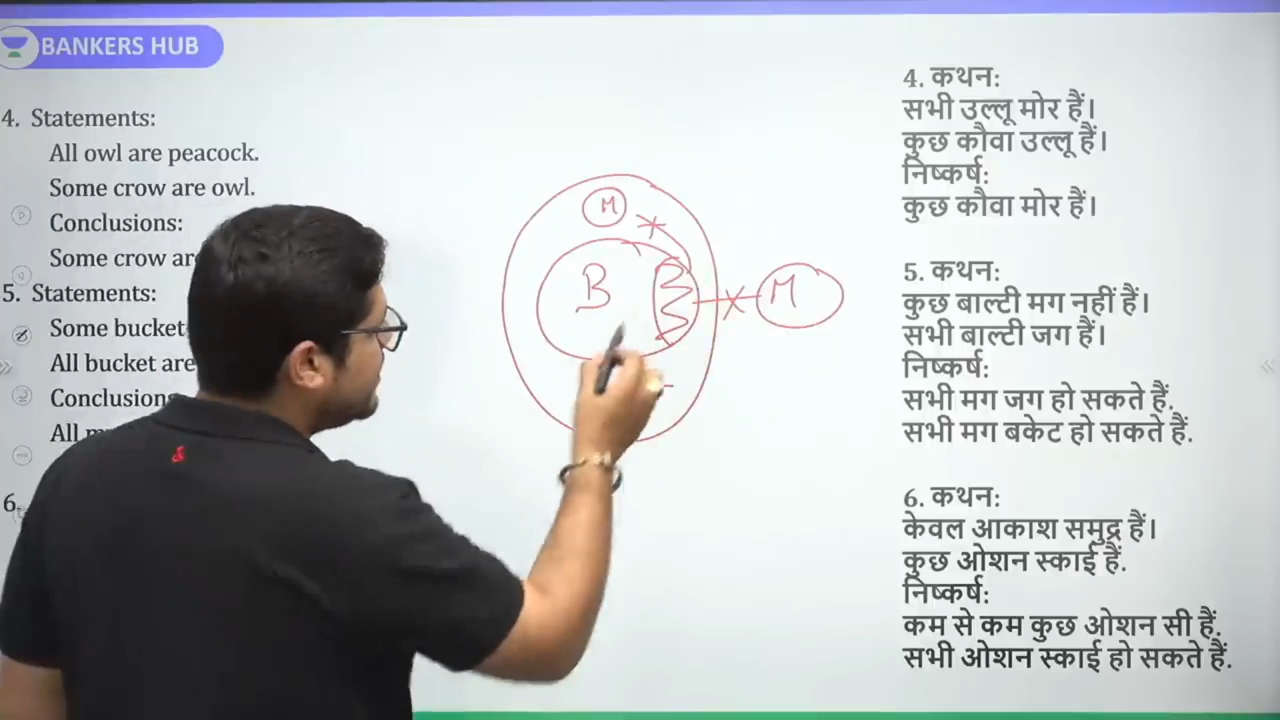 BANKERS HUB
4. Statements:
All owl are peacock.
Some crow are owl.
Conclusions:
Some crow are
5. Statements:
Some bucket
All bucket are
Conclusions
All
6.
M
B
M
4. कथन:
सभी उल्लू मोर हैं।
कुछ कौवा उल्लू हैं।
निष्कर्ष:
कुछ कौवा मोर हैं।
5. कथन:
कुछ बाल्टी मग नहीं हैं।
सभी बाल्टी जग हैं।
निष्कर्ष:
सभी मग जग हो सकते हैं.
सभी मग बकेट हो सकते हैं.
6. कथन:
केवल आकाश समुद्र हैं।
कुछ ओशन स्काई हैं.
निष्कर्ष:
कम से कम कुछ ओशन सी हैं.
सभी ओशन स्काई हो सकते हैं.